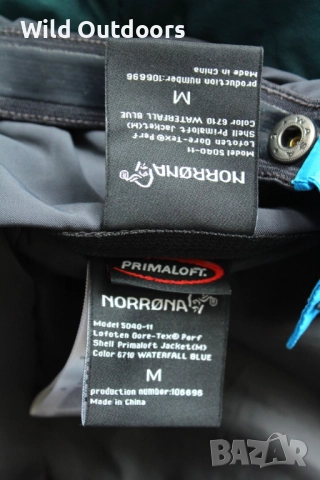 Wild Outdoors
NORRØNA
Model 5040-11
Lofoten Gore-Tex® Perf
Shell Primaloft Jacket(M)
Color 6710 WATERFALL BLUE
M
production number:106696
Made in China
PRIMALOFT
NORRØNA
Model 5040-11
Lofoten Gore-Tex® Perf
Shell Primaloft Jacket(M)
Color 6710 WATERFALL BLUE
M
production number:106695
Made in China
BAZAR
bg